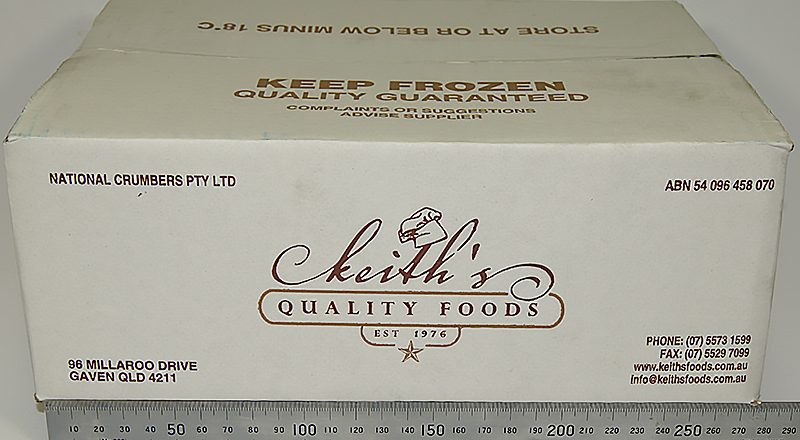 STORE AT OR BELOW MINUS 18°C
KEEP FROZEN
QUALITY GUARANTEED
COMPLAINTS OR SUGGESTIONS
ADVISE SUPPLIER
NATIONAL CRUMBERS PTY LTD
ABN 54 096 458 070
keith's
QUALITY FOODS
EST 1976
96 MILLAROO DRIVE
GAVEN QLD 4211
PHONE: (07) 5573 1599
FAX: (07) 5529 7099
www.keithsfoods.com.au
info@keithsfoods.com.au
10 20 30 40 50 60 70 80 90 100 110 120 130 140 150 160 170 180 190 200 210 220 230 240 250 260 270 280 290